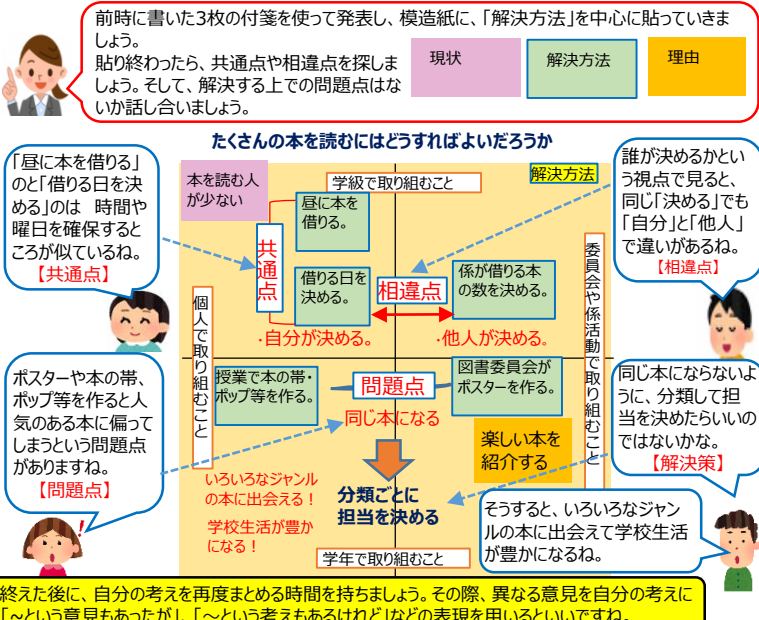 前時に書いた3枚の付箋を使って発表し、模造紙に、「解決方法」を中心に貼っていきま
しょう。
貼り終わったら、共通点や相違点を探しま
しょう。そして、解決する上での問題点はな
いか話し合いましょう。
現状
解決方法
理由
たくさんの本を読むにはどうすればよいだろうか
「昼に本を借りる」
のと「借りる日を決
める」のは 時間や
曜日を確保すると
ころが似ているね。
【共通点】
本を読む人
が少ない
学級で取り組むこと
解決方法
誰が決めるかとい
う視点で見ると、
同じ「決める」でも
「自分」と「他人」
で違いがあるね。
【相違点】
昼に本を
借りる。
共通点
借りる日を
決める。
相違点
係が借りる本
の数を決める。
・自分が決める。
・他人が決める。
個人で取り組むこと
委員会や係活動で取り組むこと
ポスターや本の帯、
ポップ等を作ると人
気のある本に偏って
しまうという問題点
がありますね。
【問題点】
授業で本の帯・
ポップ等を作る。
問題点
図書委員会が
ポスターを作る。
同じ本になる
楽しい本を
紹介する
同じ本にならないよ
うに、分類して担
当を決めたらいいの
ではないかな。
【解決策】
いろいろなジャンル
の本に出会える！
学校生活が豊か
になる！
分類ごとに
担当を決める
そうすると、いろいろなジャン
ルの本に出会えて学校生活
が豊かになるね。
学年で取り組むこと
終えた後に、自分の考えを再度まとめる時間を持ちましょう。その際、異なる意見を自分の考えに
「～という意見もあったが」、「～という考えもあるけれど」などの表現を用いるといいですね。